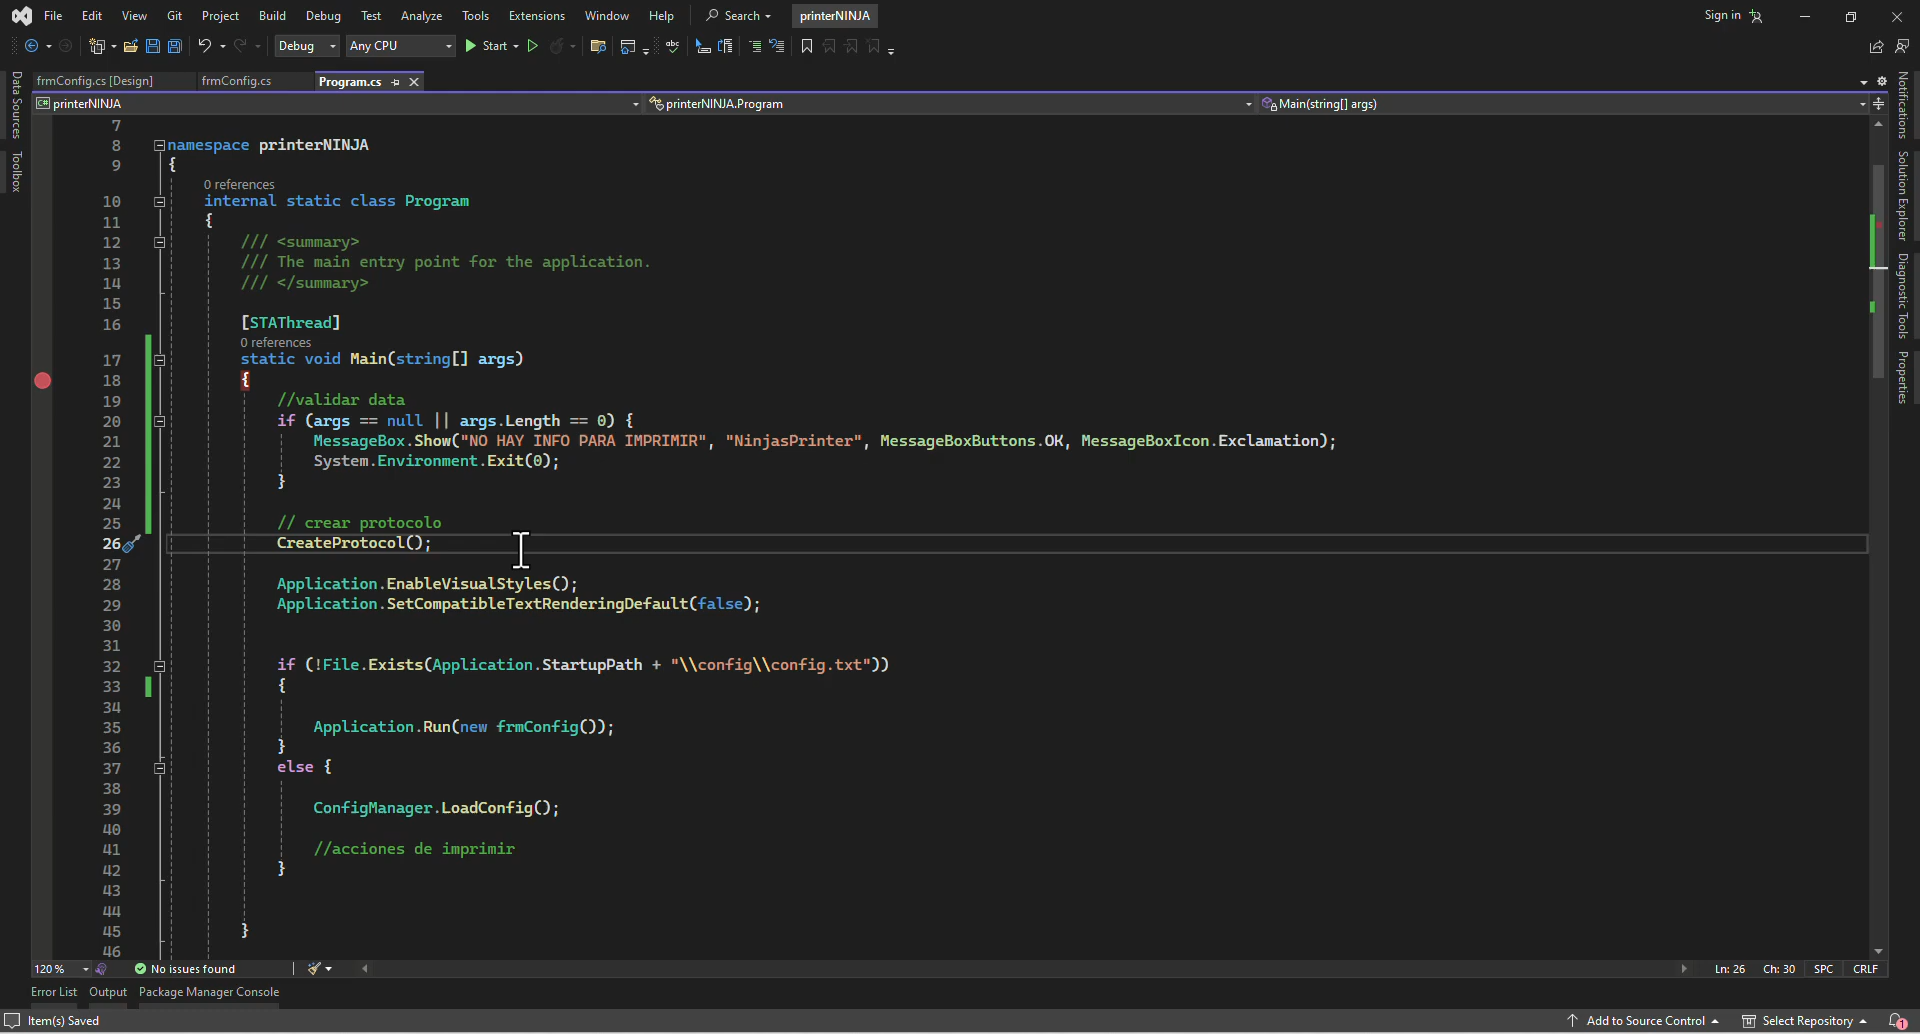 File Edit View Git Project Build Debug Test Analyze Tools Extensions Window Help Search printerNINJA Sign in
Debug Any CPU Start
frmConfig.cs [Design] frmConfig.cs Program.cs
C# printerNINJA printerNINJA.Program Main(string[] args)
Data Sources
Toolbox
Notifications
Solution Explorer
Diagnostic Tools
Properties
7
8 namespace printerNINJA
9 {
0 references
10 internal static class Program
11 {
12 /// <summary>
13 /// The main entry point for the application.
14 /// </summary>
15
16 [STAThread]
0 references
17 static void Main(string[] args)
18 {
19 //validar data
20 if (args == null || args.Length == 0) {
21 MessageBox.Show("NO HAY INFO PARA IMPRIMIR", "NinjasPrinter", MessageBoxButtons.OK, MessageBoxIcon.Exclamation);
22 System.Environment.Exit(0);
23 }
24
25 // crear protocolo
26 CreateProtocol();
27
28 Application.EnableVisualStyles();
29 Application.SetCompatibleTextRenderingDefault(false);
30
31
32 if (!File.Exists(Application.StartupPath + "\\config\\config.txt"))
33 {
34
35 Application.Run(new frmConfig());
36 }
37 else {
38
39 ConfigManager.LoadConfig();
40
41 //acciones de imprimir
42 }
43
44
45 }
46
120 % No issues found Ln: 26 Ch: 30 SPC CRLF
Error List Output Package Manager Console
Item(s) Saved Add to Source Control Select Repository 1